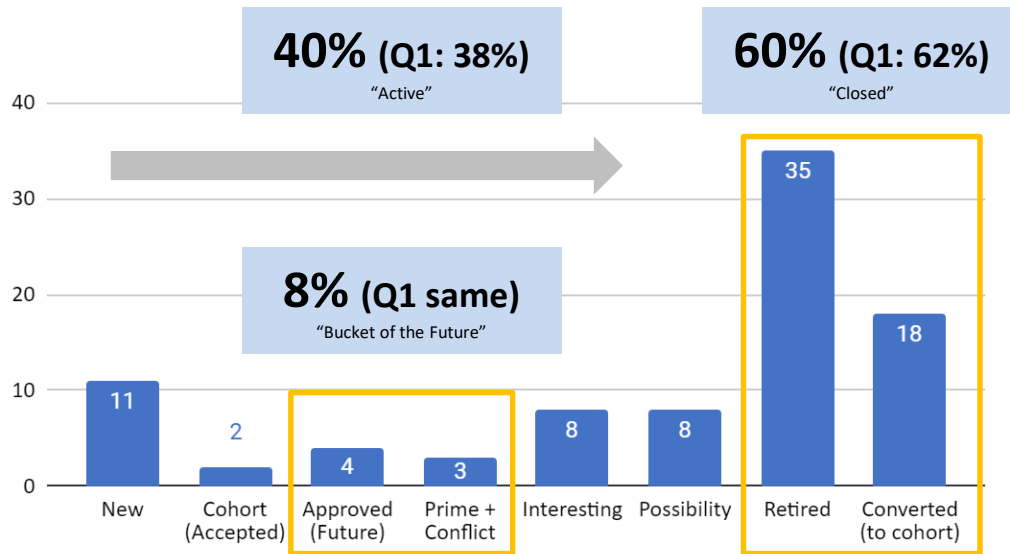 40% (Q1: 38%)
“Active”
60% (Q1: 62%)
“Closed”
8% (Q1 same)
“Bucket of the Future”
40
30
20
10
0
11
2
4
3
8
8
35
18
New
Cohort
(Accepted)
Approved
(Future)
Prime +
Conflict
Interesting
Possibility
Retired
Converted
(to cohort)